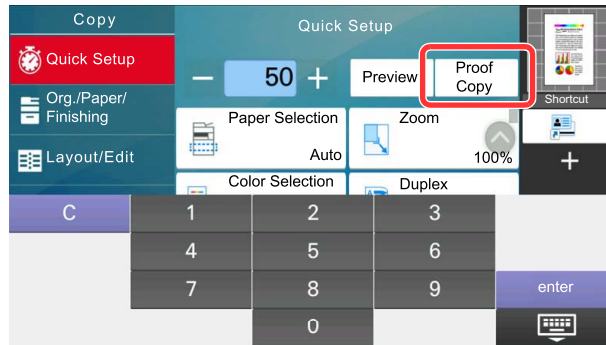 Copy
Quick Setup
Quick Setup
Org./Paper/
Finishing
Layout/Edit
50
Preview
Proof
Copy
Paper Selection
Auto
Zoom
100%
Color Selection
Duplex
Shortcut
C
1
2
3
4
5
6
7
8
9
enter
0